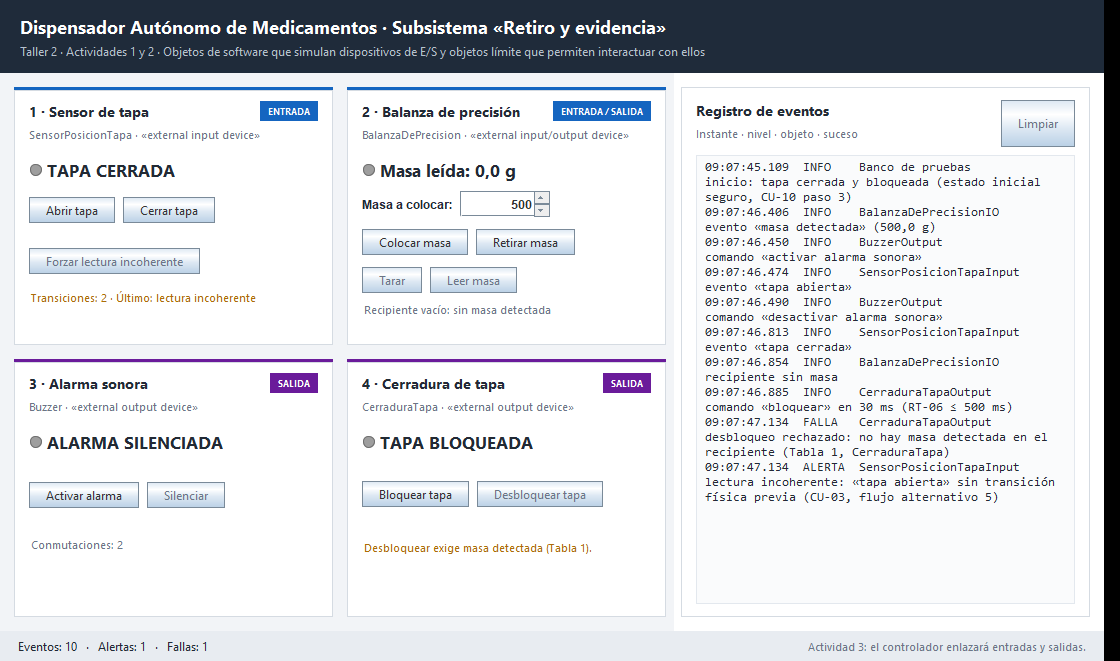 Dispensador Autónomo de Medicamentos · Subsistema «Retiro y evidencia»
Taller 2 · Actividades 1 y 2 · Objetos de software que simulan dispositivos de E/S y objetos límite que permiten interactuar con ellos
1 · Sensor de tapa
ENTRADA
SensorPosicionTapa · «external input device»
TAPA CERRADA
Abrir tapa
Cerrar tapa
Forzar lectura incoherente
Transiciones: 2 · Último: lectura incoherente
2 · Balanza de precisión
ENTRADA / SALIDA
BalanzaDePrecision · «external input/output device»
Masa leída: 0,0 g
Masa a colocar:
500
Colocar masa
Retirar masa
Tarar
Leer masa
Recipiente vacío: sin masa detectada
3 · Alarma sonora
SALIDA
Buzzer · «external output device»
ALARMA SILENCIADA
Activar alarma
Silenciar
Conmutaciones: 2
4 · Cerradura de tapa
SALIDA
CerraduraTapa · «external output device»
TAPA BLOQUEADA
Bloquear tapa
Desbloquear tapa
Desbloquear exige masa detectada (Tabla 1).
Registro de eventos
Instante · nivel · objeto · suceso
Limpiar
09:07:45.109  INFO    Banco de pruebas
inicio: tapa cerrada y bloqueada (estado inicial
seguro, CU-10 paso 3)
09:07:46.406  INFO    BalanzaDePrecisionIO
evento «masa detectada» (500,0 g)
09:07:46.450  INFO    BuzzerOutput
comando «activar alarma sonora»
09:07:46.474  INFO    SensorPosicionTapaInput
evento «tapa abierta»
09:07:46.490  INFO    BuzzerOutput
comando «desactivar alarma sonora»
09:07:46.813  INFO    SensorPosicionTapaInput
evento «tapa cerrada»
09:07:46.854  INFO    BalanzaDePrecisionIO
recipiente sin masa
09:07:46.885  INFO    CerraduraTapaOutput
comando «bloquear» en 30 ms (RT-06 ≤ 500 ms)
09:07:47.134  FALLA   CerraduraTapaOutput
desbloqueo rechazado: no hay masa detectada en el
recipiente (Tabla 1, CerraduraTapa)
09:07:47.134  ALERTA  SensorPosicionTapaInput
lectura incoherente: «tapa abierta» sin transición
física previa (CU-03, flujo alternativo 5)
Eventos: 10  ·  Alertas: 1  ·  Fallas: 1
Actividad 3: el controlador enlazará entradas y salidas.